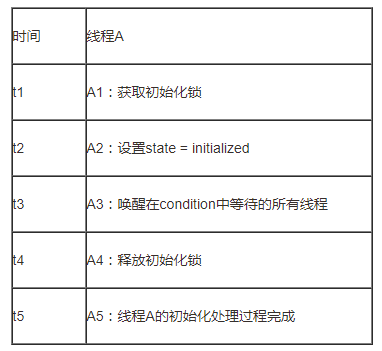 时间 线程A
t1 A1：获取初始化锁
t2 A2：设置state = initialized
t3 A3：唤醒在condition中等待的所有线程
t4 A4：释放初始化锁
t5 A5：线程A的初始化处理过程完成